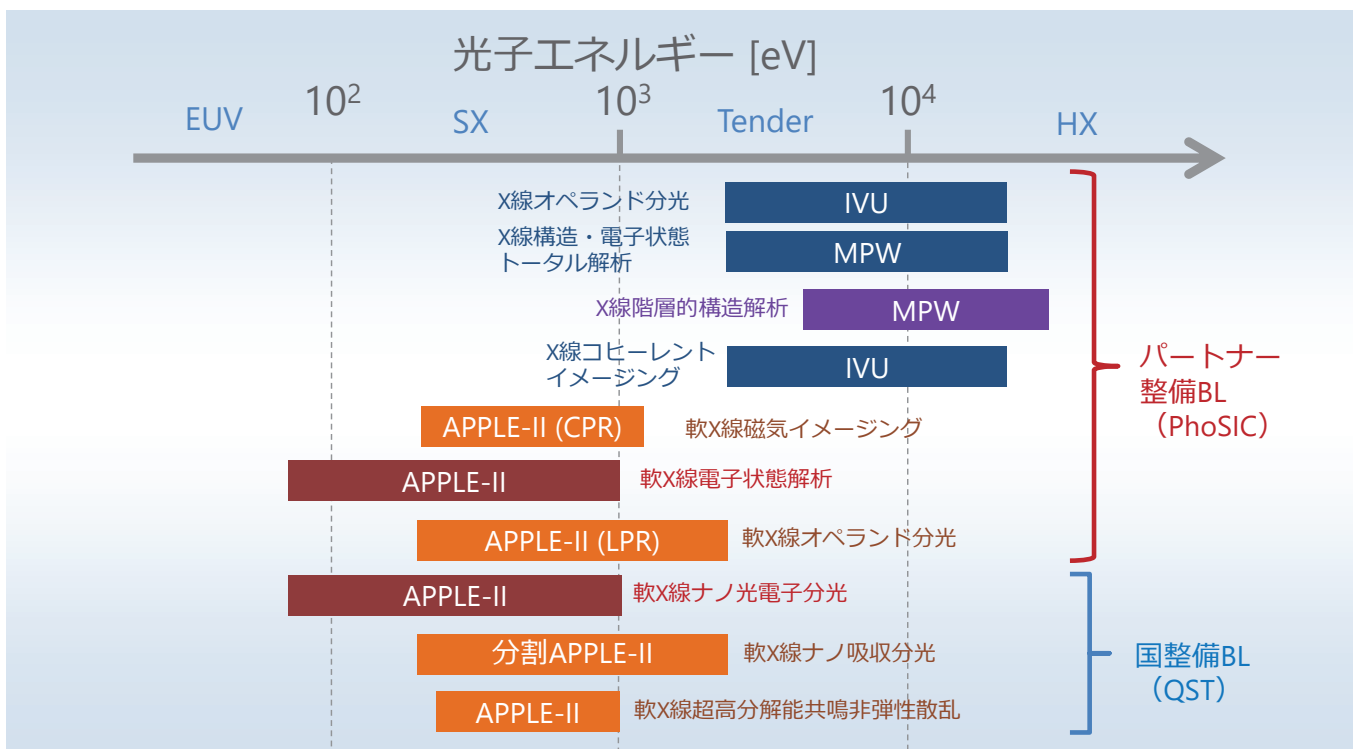 光子エネルギー [eV]
EUV
10²
SX
10³
Tender
10⁴
HX
X線オペランド分光
IVU
X線構造・電子状態
トータル解析
MPW
X線階層的構造解析
MPW
X線コヒーレント
イメージング
IVU
APPLE-II (CPR)
軟X線磁気イメージング
APPLE-II
軟X線電子状態解析
APPLE-II (LPR)
軟X線オペランド分光
パートナー
整備BL
（PhoSIC）
APPLE-II
軟X線ナノ光電子分光
分割APPLE-II
軟X線ナノ吸収分光
APPLE-II
軟X線超高分解能共鳴非弾性散乱
国整備BL
（QST）